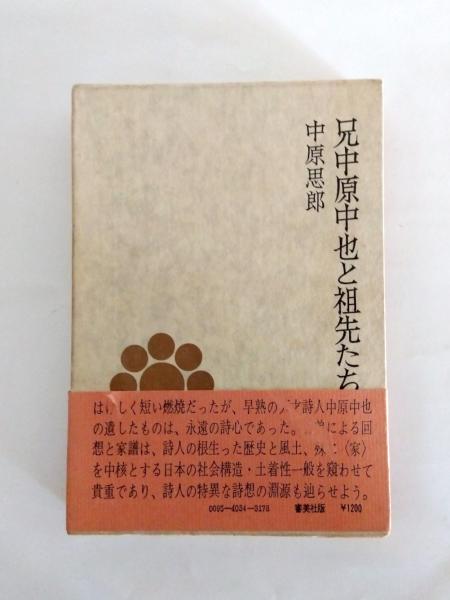 兄中原中也と祖先たち
中原思郎
はしく短い燃焼だったが、早熟の詩人中原中也
の遺したものは、永遠の詩心であった。による回
想と家譜は、詩人の根生った歴史と風土、〈家〉
を中核とする日本の社会構造・土着性一般を窺わせて
貴重であり、詩人の特異な詩想の淵源も辿らせよう。
0095-4034-3178 審美社版 ¥1200